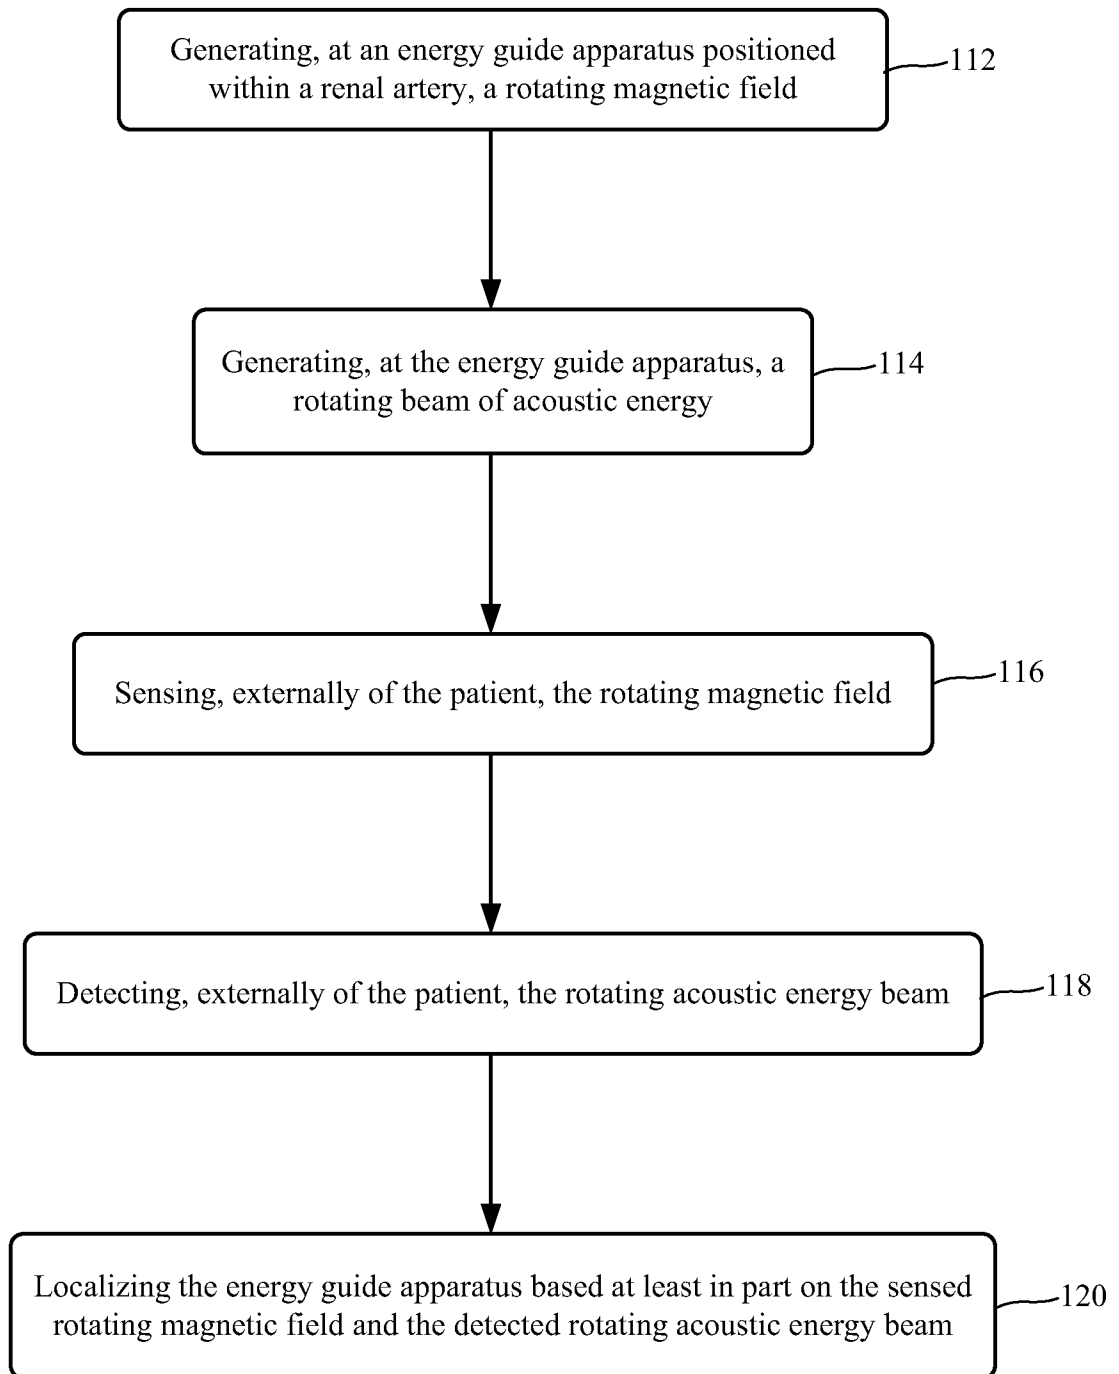 Generating, at an energy guide apparatus positioned
within a renal artery, a rotating magnetic field
112
Generating, at the energy guide apparatus, a
rotating beam of acoustic energy
114
Sensing, externally of the patient, the rotating magnetic field
116
Detecting, externally of the patient, the rotating acoustic energy beam
118
Localizing the energy guide apparatus based at least in part on the sensed
rotating magnetic field and the detected rotating acoustic energy beam
120